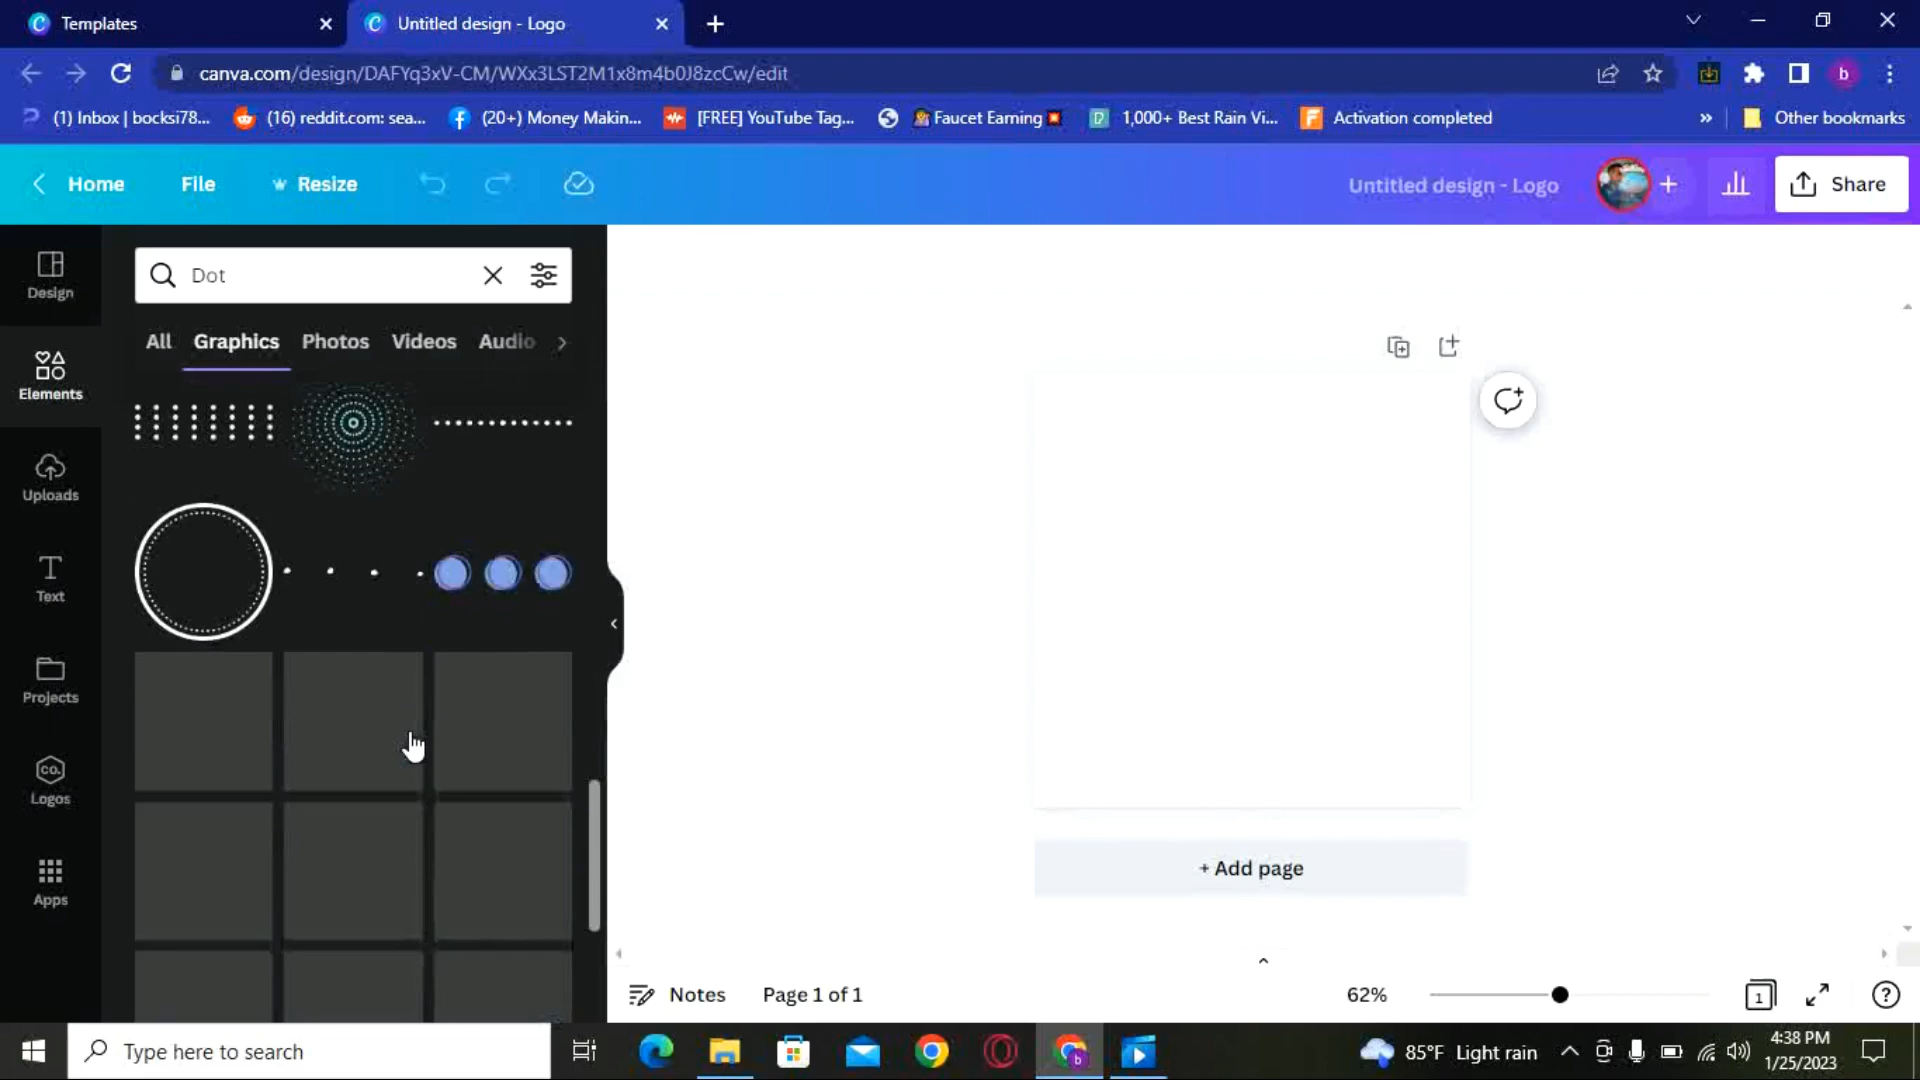 Templates
Untitled design - Logo
canva.com/design/DAFYq3xV-CM/WXx3LST2M1x8m4b0J8zcCw/edit
b
(1) Inbox | bocksi78...
(16) reddit.com: sea...
(20+) Money Makin...
[FREE] YouTube Tag...
Faucet Earning
1,000+ Best Rain Vi...
Activation completed
»
Other bookmarks
Home
File
Resize
Untitled design - Logo
Share
Design
Elements
Uploads
Text
Projects
CO.
Logos
Apps
Dot
All
Graphics
Photos
Videos
Audio
+ Add page
Notes
Page 1 of 1
62%
1
Type here to search
85°F Light rain
4:38 PM
1/25/2023